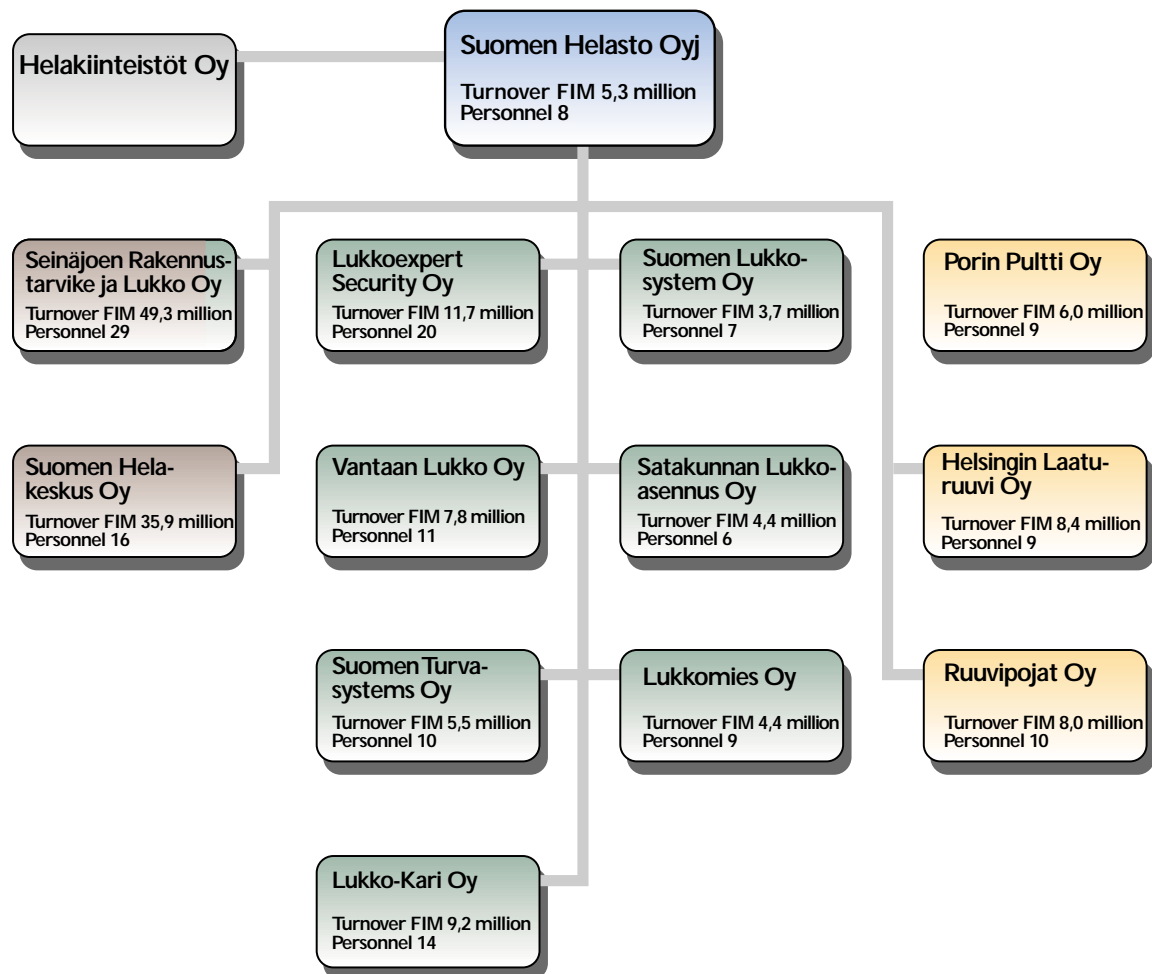 Helakiinteistöt Oy
Suomen Helasto Oyj
Turnover FIM 5,3 million
Personnel 8
Seinäjoen Rakennus-
tarvike ja Lukko Oy
Turnover FIM 49,3 million
Personnel 29
Lukkoexpert
Security Oy
Turnover FIM 11,7 million
Personnel 20
Suomen Lukko-
system Oy
Turnover FIM 3,7 million
Personnel 7
Porin Pultti Oy
Turnover FIM 6,0 million
Personnel 9
Suomen Hela-
keskus Oy
Turnover FIM 35,9 million
Personnel 16
Vantaan Lukko Oy
Turnover FIM 7,8 million
Personnel 11
Satakunnan Lukko-
asennus Oy
Turnover FIM 4,4 million
Personnel 6
Helsingin Laatu-
ruuvi Oy
Turnover FIM 8,4 million
Personnel 9
Suomen Turva-
systems Oy
Turnover FIM 5,5 million
Personnel 10
Lukkomies Oy
Turnover FIM 4,4 million
Personnel 9
Ruuvipojat Oy
Turnover FIM 8,0 million
Personnel 10
Lukko-Kari Oy
Turnover FIM 9,2 million
Personnel 14